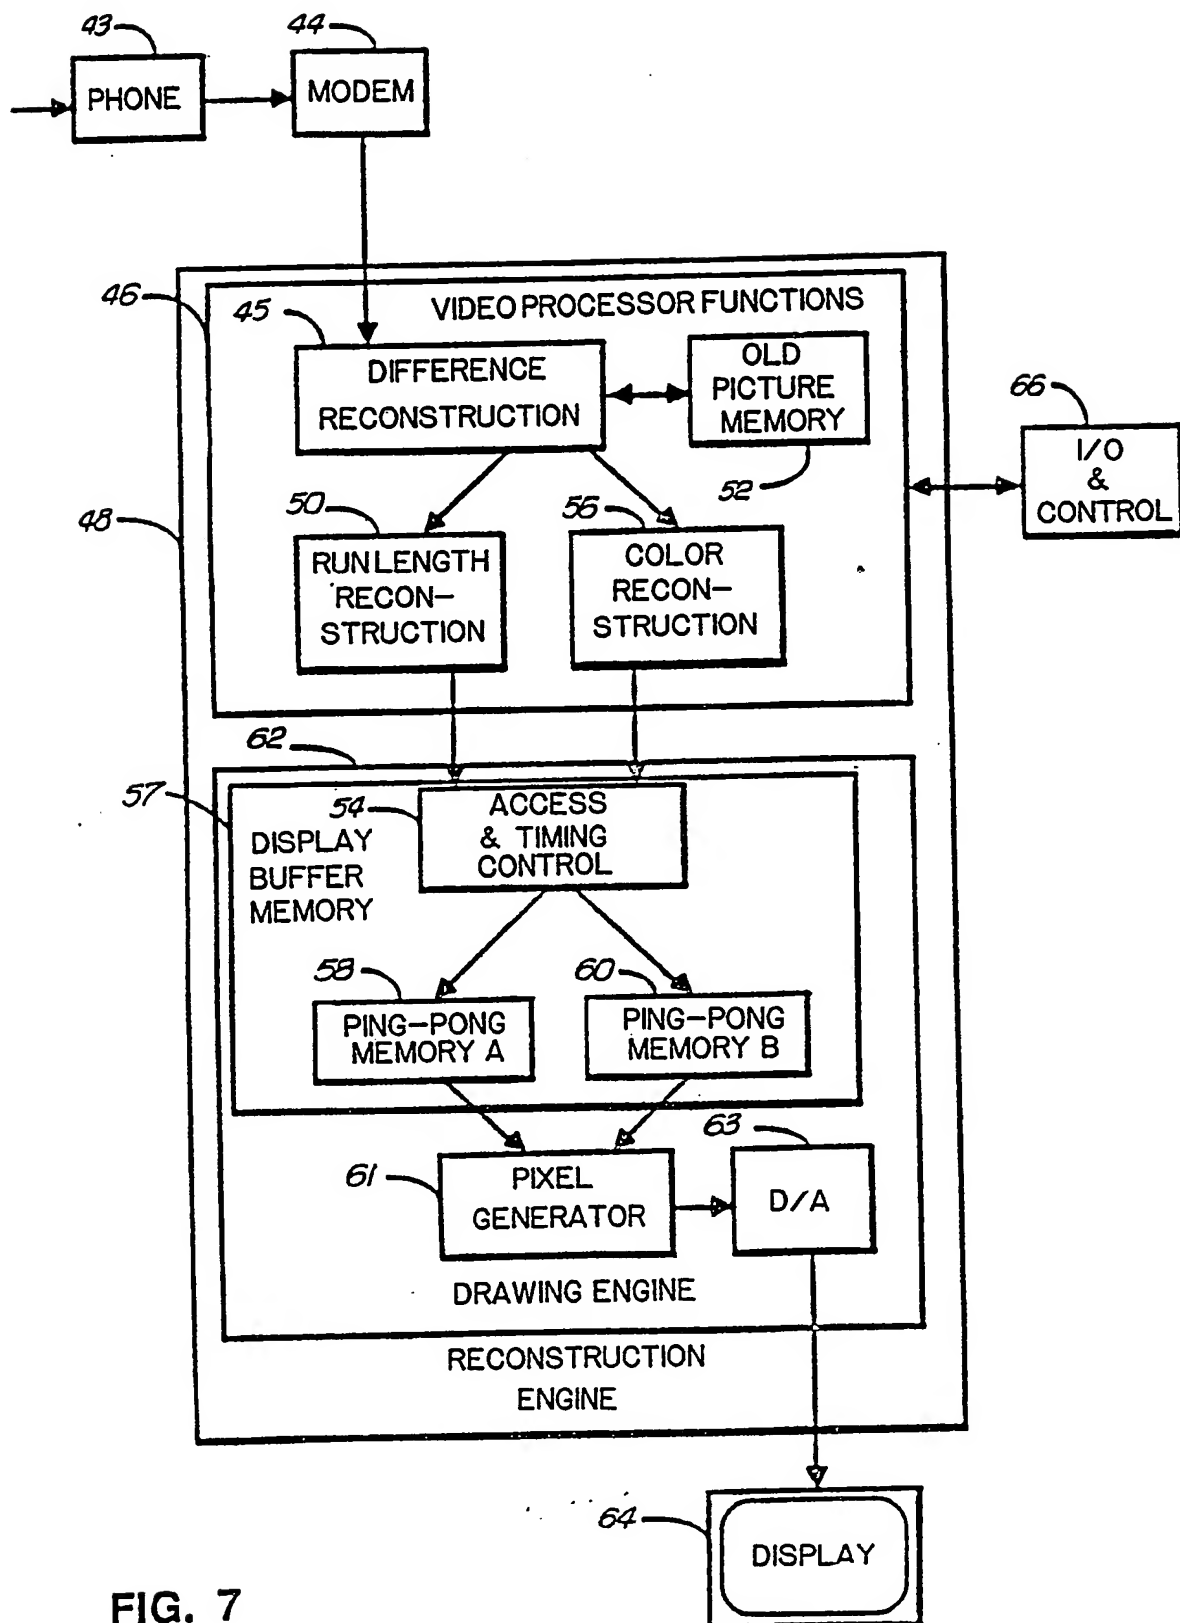 43
44
PHONE
MODEM
46
45
VIDEO PROCESSOR FUNCTIONS
DIFFERENCE
RECONSTRUCTION
OLD
PICTURE
MEMORY
66
I/O
&
CONTROL
52
48
50
56
RUN LENGTH
RECON-
STRUCTION
COLOR
RECON-
STRUCTION
62
57
54
ACCESS
& TIMING
CONTROL
DISPLAY
BUFFER
MEMORY
58
60
PING-PONG
MEMORY A
PING-PONG
MEMORY B
63
61
PIXEL
GENERATOR
D/A
DRAWING ENGINE
RECONSTRUCTION
ENGINE
64
DISPLAY
FIG. 7